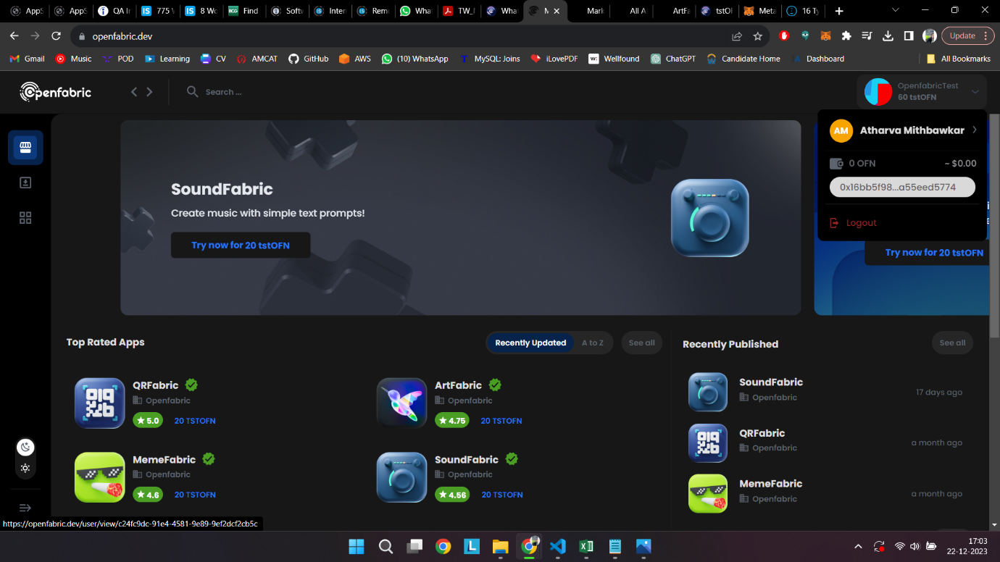 AppS
AppS
QA In
775 V
8 Wo
Find
Softw
Inter
Rem
What
TW_I
What
M
Mark
All A
ArtFa
tstOF
Meta
16 Ty
openfabric.dev
Update
Gmail
Music
POD
Learning
CV
AMCAT
GitHub
AWS
(10) WhatsApp
MySQL: Joins
iLovePDF
Wellfound
ChatGPT
Candidate Home
Dashboard
All Bookmarks
Openfabric
Search ...
OpenfabricTest
60 tstOFN
AM Atharva Mithbawkar
0 OFN ~ $0.00
0x16bb5f98...a55eed5774
Logout
SoundFabric
Create music with simple text prompts!
Try now for 20 tstOFN
Try now for 20 tstOFN
Top Rated Apps
Recently Updated
A to Z
See all
QRFabric
Openfabric
5.0 20 TSTOFN
ArtFabric
Openfabric
4.75 20 TSTOFN
MemeFabric
Openfabric
4.6 20 TSTOFN
SoundFabric
Openfabric
4.56 20 TSTOFN
Recently Published
See all
SoundFabric
Openfabric
17 days ago
QRFabric
Openfabric
a month ago
MemeFabric
Openfabric
a month ago
https://openfabric.dev/user/view/c24fc9dc-91e4-4581-9e89-9ef2dcf2cb5c
17:03
22-12-2023